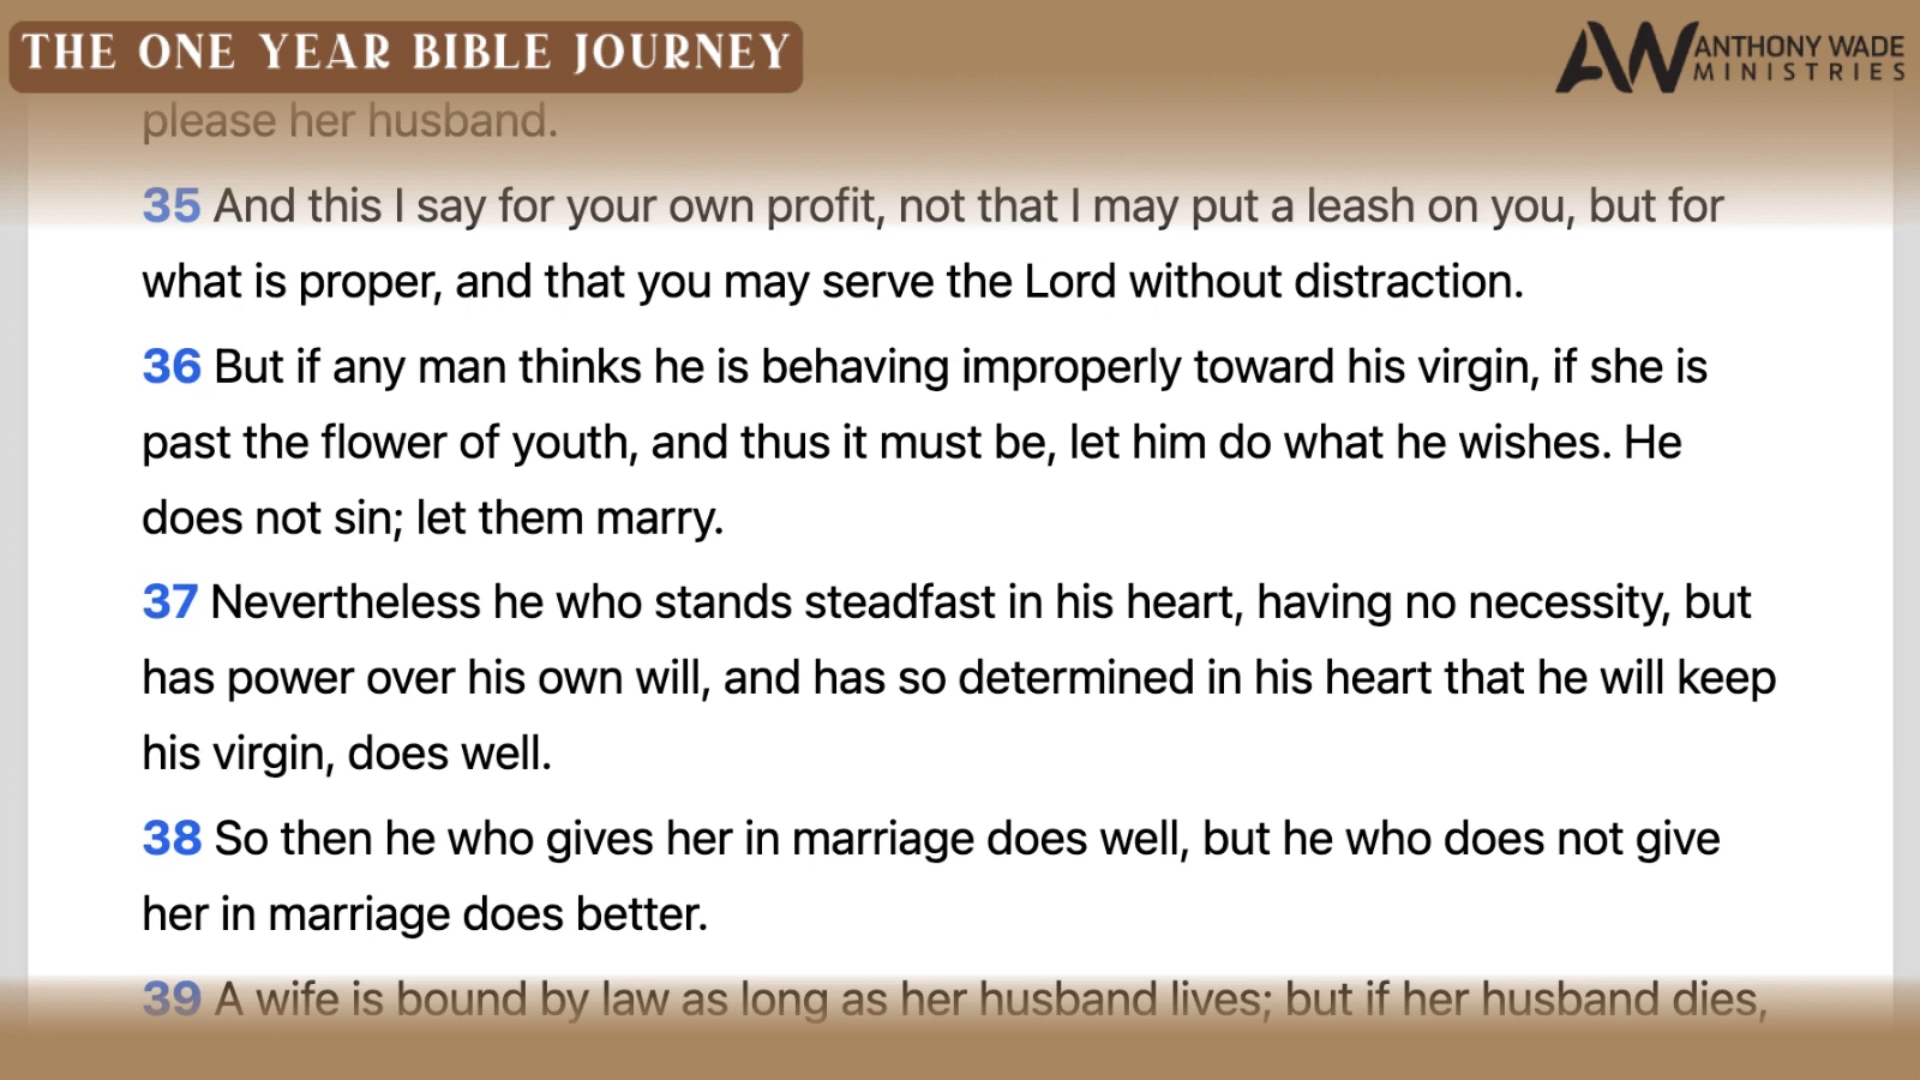 THE ONE YEAR BIBLE JOURNEY
AW ANTHONY WADE
MINISTRIES
please her husband.
35 And this I say for your own profit, not that I may put a leash on you, but for
what is proper, and that you may serve the Lord without distraction.
36 But if any man thinks he is behaving improperly toward his virgin, if she is
past the flower of youth, and thus it must be, let him do what he wishes. He
does not sin; let them marry.
37 Nevertheless he who stands steadfast in his heart, having no necessity, but
has power over his own will, and has so determined in his heart that he will keep
his virgin, does well.
38 So then he who gives her in marriage does well, but he who does not give
her in marriage does better.
39 A wife is bound by law as long as her husband lives; but if her husband dies,